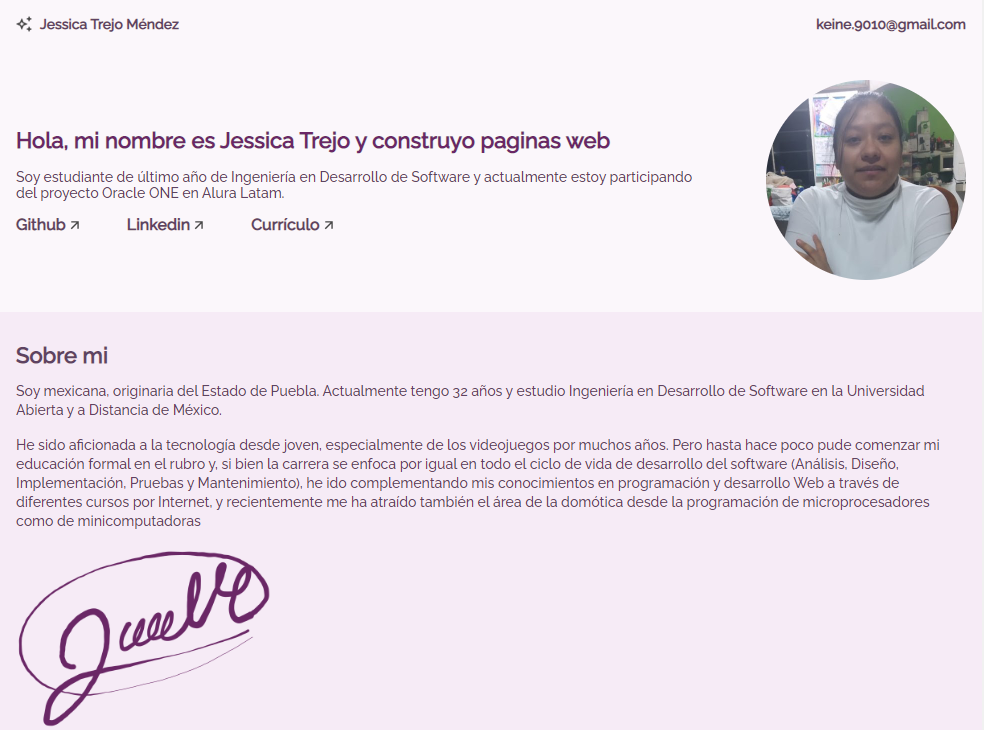 Jessica Trejo Méndez
keine.9010@gmail.com
Hola, mi nombre es Jessica Trejo y construyo paginas web
Soy estudiante de último año de Ingeniería en Desarrollo de Software y actualmente estoy participando
del proyecto Oracle ONE en Alura Latam.
Github Linkedin Currículo
Sobre mi
Soy mexicana, originaria del Estado de Puebla. Actualmente tengo 32 años y estudio Ingeniería en Desarrollo de Software en la Universidad
Abierta y a Distancia de México.
He sido aficionada a la tecnología desde joven, especialmente de los videojuegos por muchos años. Pero hasta hace poco pude comenzar mi
educación formal en el rubro y, si bien la carrera se enfoca por igual en todo el ciclo de vida de desarrollo del software (Análisis, Diseño,
Implementación, Pruebas y Mantenimiento), he ido complementando mis conocimientos en programación y desarrollo Web a través de
diferentes cursos por Internet, y recientemente me ha atraído también el área de la domótica desde la programación de microprocesadores
como de minicomputadoras